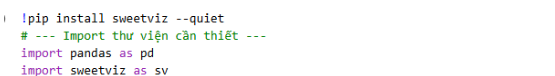 !pip install sweetviz --quiet
# --- Import thư viện cần thiết ---
import pandas as pd
import sweetviz as sv